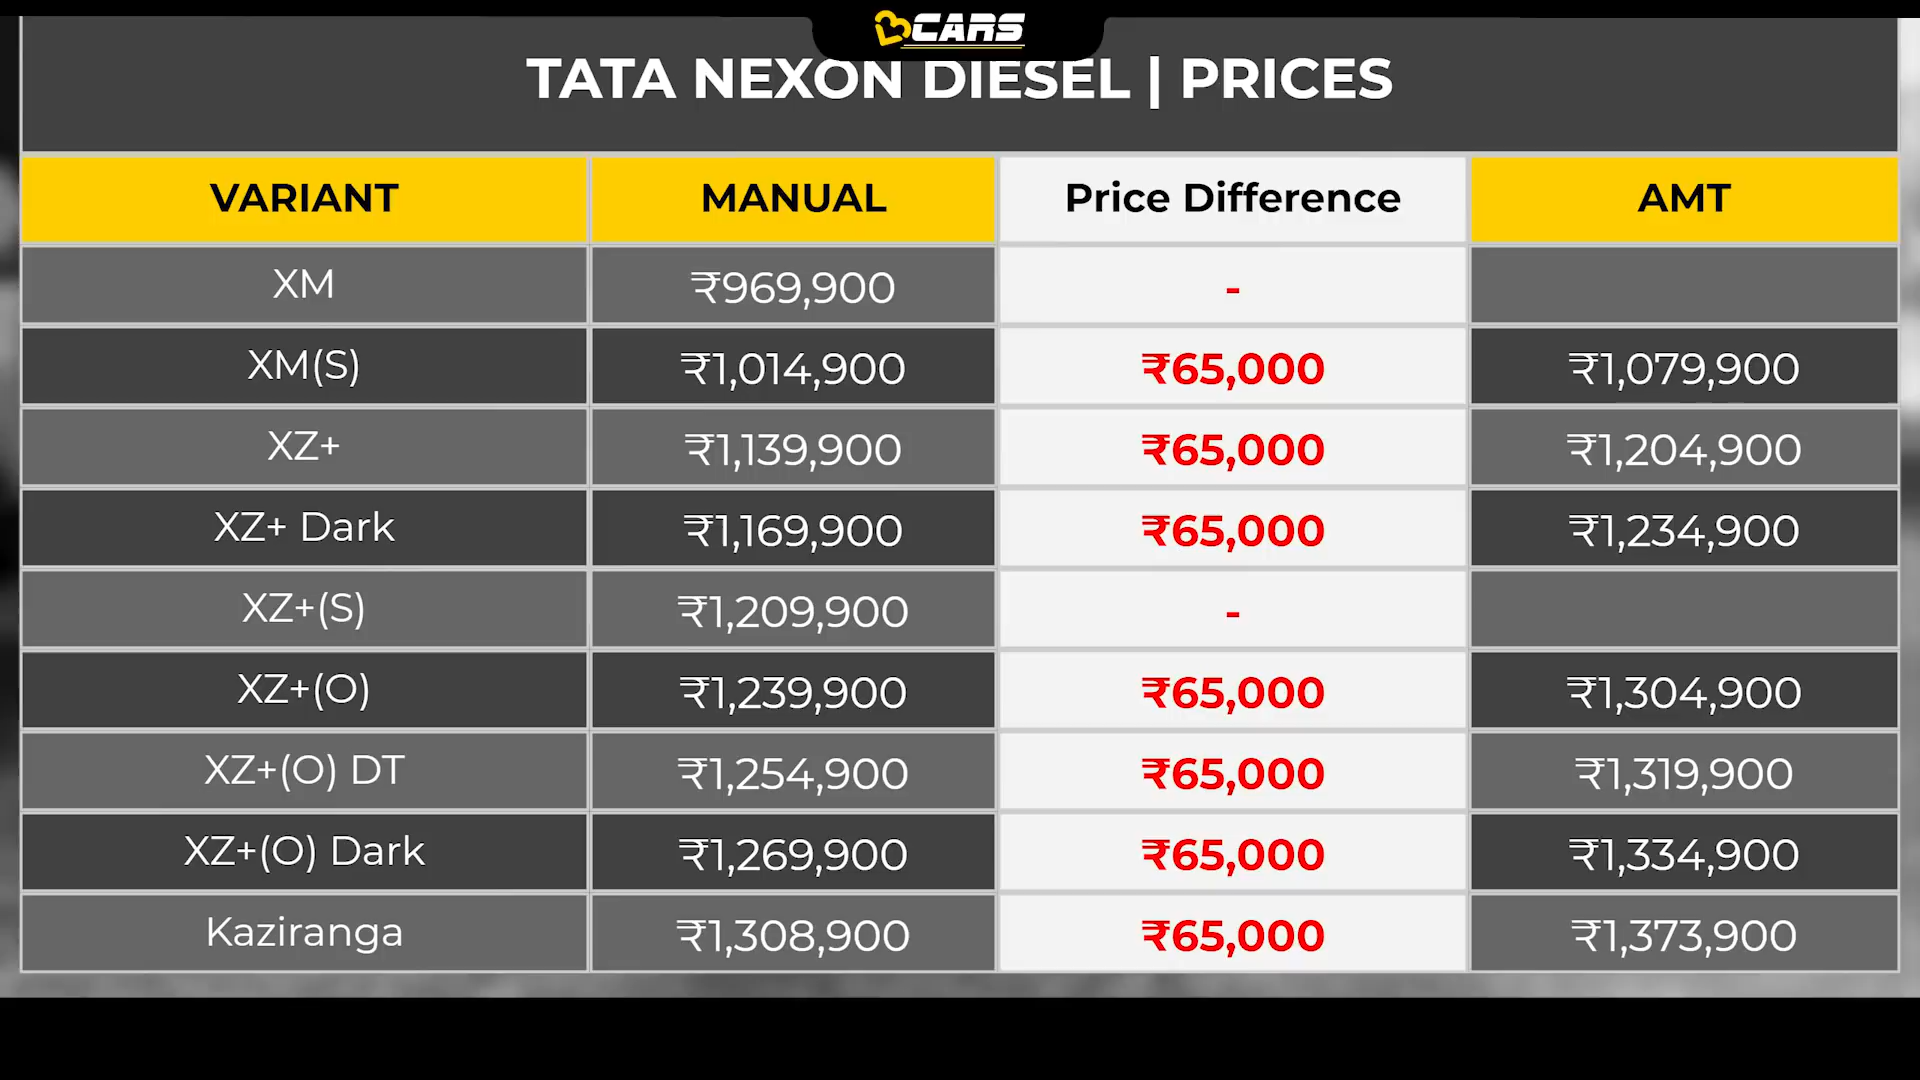 CARS
TATA NEXON DIESEL | PRICES
VARIANT MANUAL Price Difference AMT
XM ₹969,900 -
XM(S) ₹1,014,900 ₹65,000 ₹1,079,900
XZ+ ₹1,139,900 ₹65,000 ₹1,204,900
XZ+ Dark ₹1,169,900 ₹65,000 ₹1,234,900
XZ+(S) ₹1,209,900 -
XZ+(O) ₹1,239,900 ₹65,000 ₹1,304,900
XZ+(O) DT ₹1,254,900 ₹65,000 ₹1,319,900
XZ+(O) Dark ₹1,269,900 ₹65,000 ₹1,334,900
Kaziranga ₹1,308,900 ₹65,000 ₹1,373,900